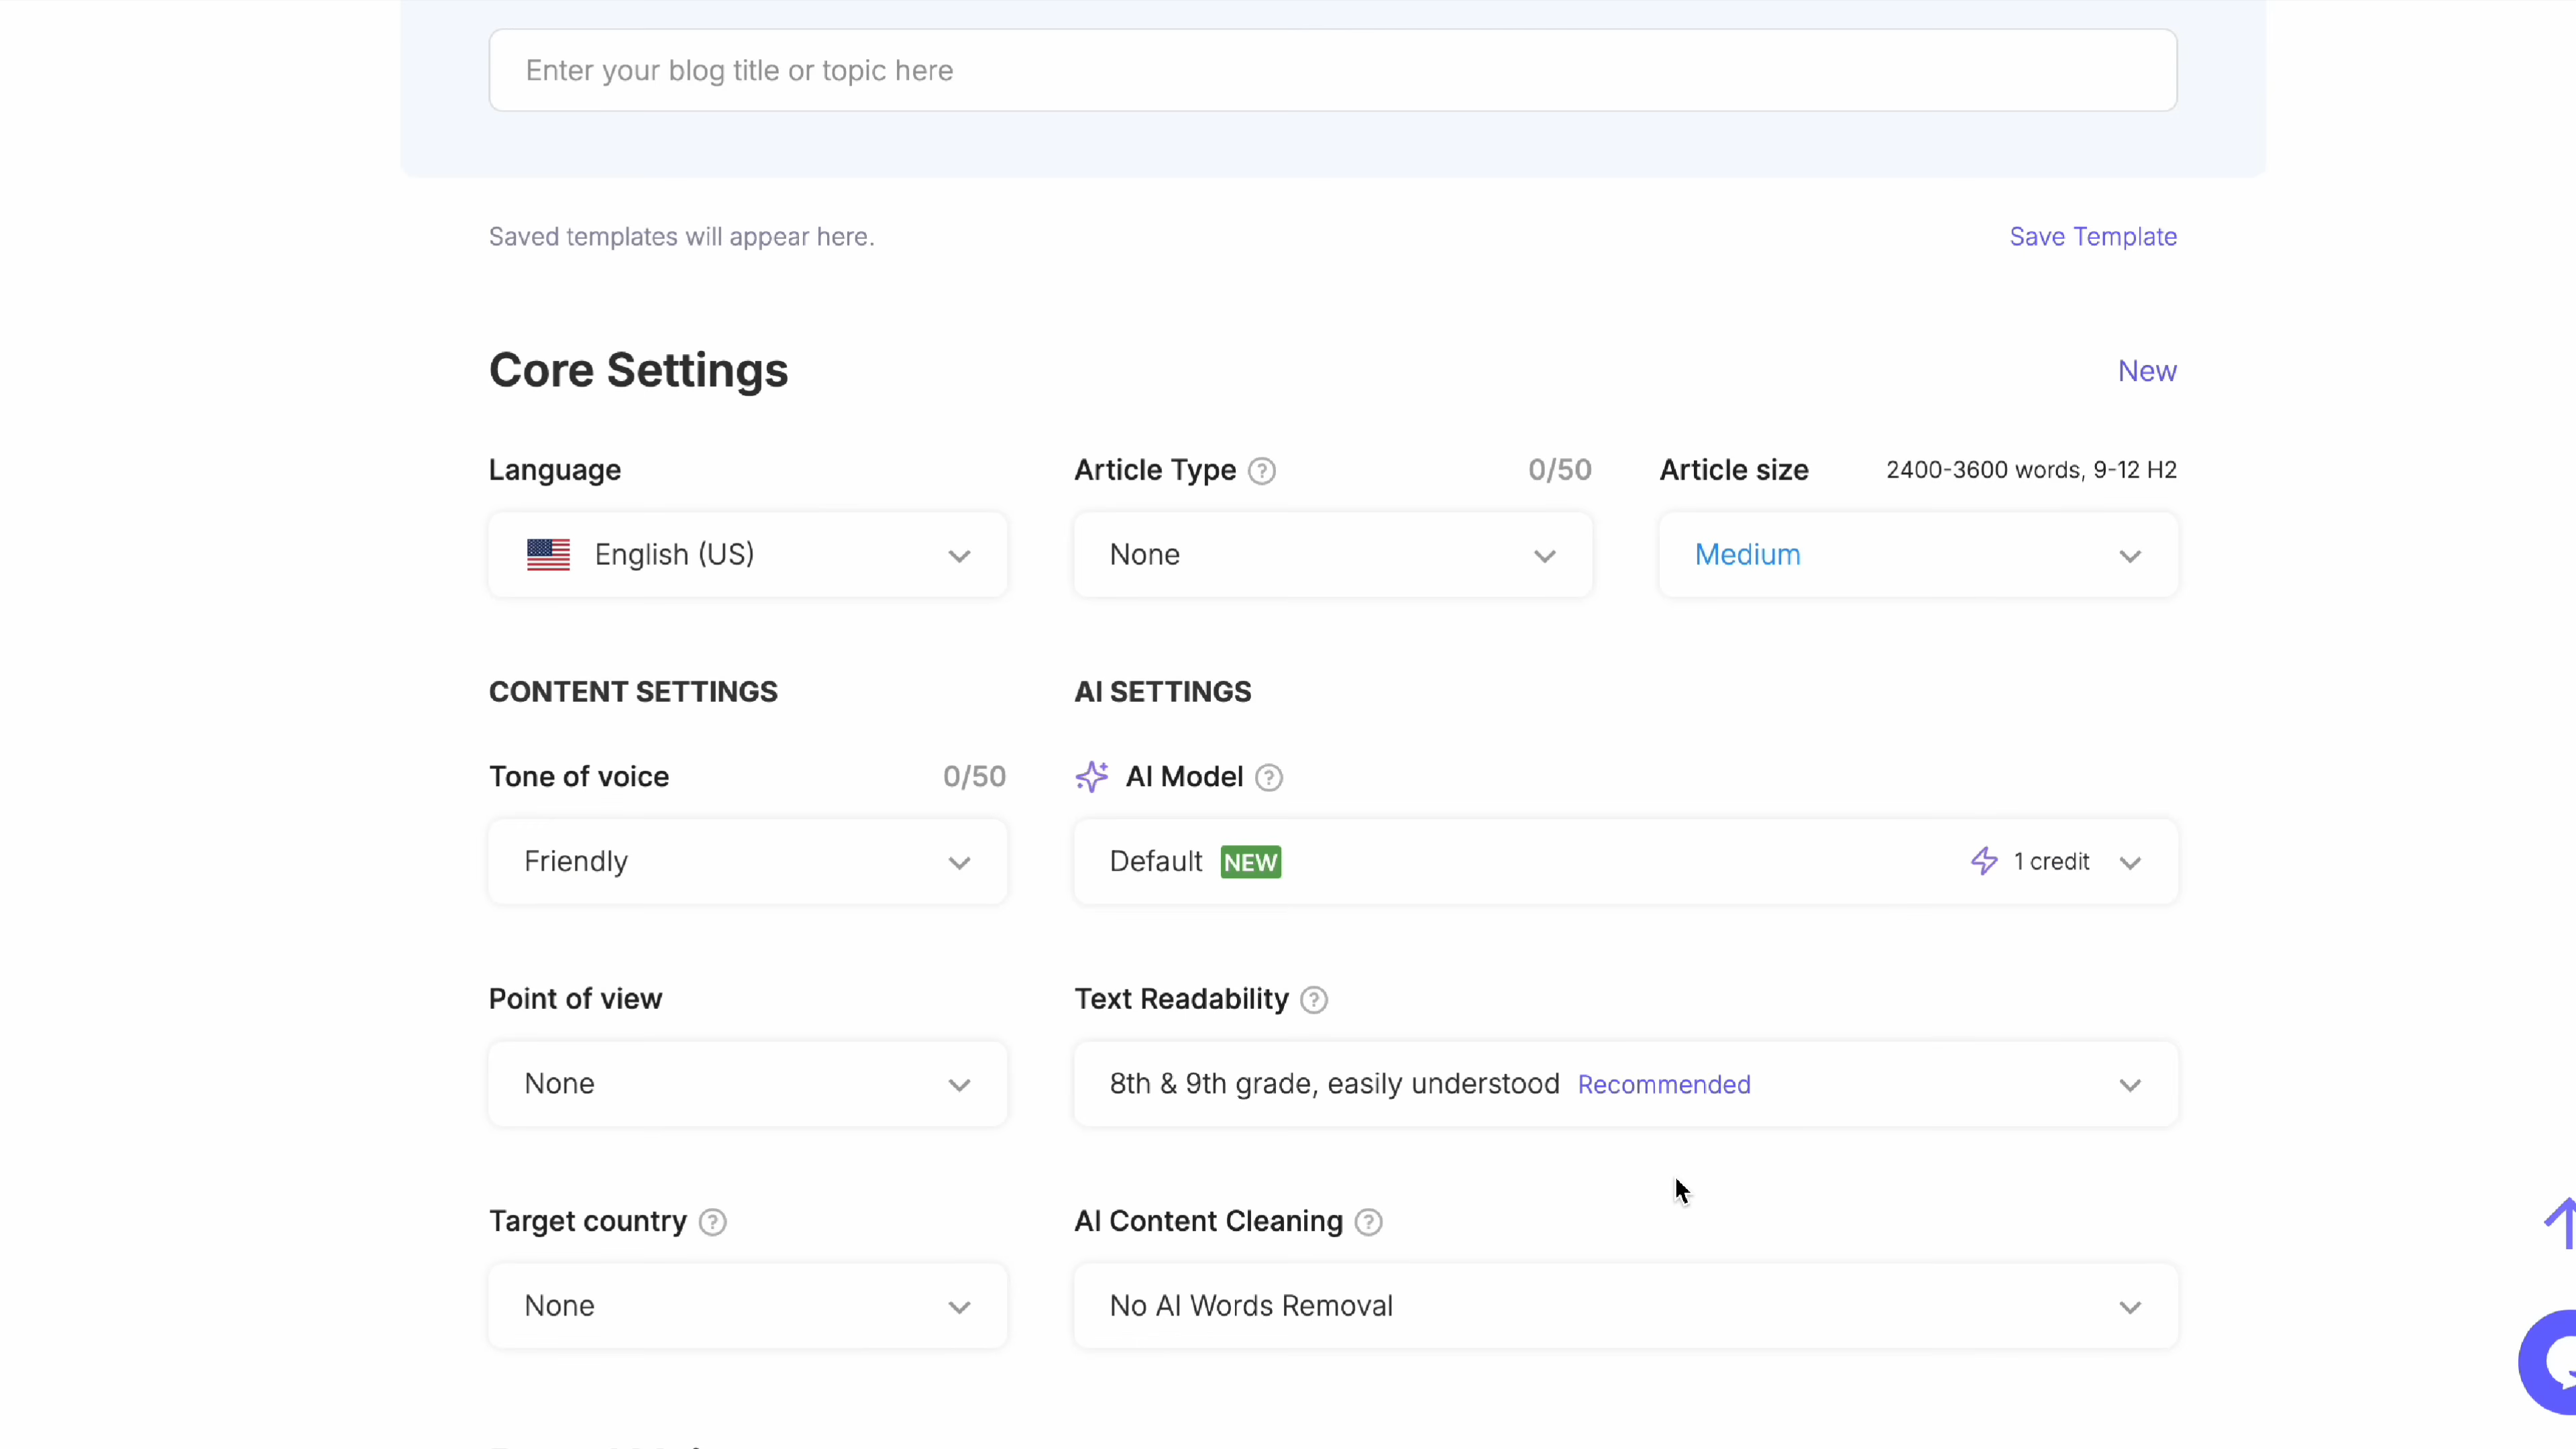 Enter your blog title or topic here
Saved templates will appear here.
Save Template
Core Settings
New
Language
Article Type
0/50
Article size
2400-3600 words, 9-12 H2
English (US)
None
Medium
CONTENT SETTINGS
AI SETTINGS
Tone of voice
0/50
AI Model
Friendly
Default NEW
1 credit
Point of view
Text Readability
None
8th & 9th grade, easily understood Recommended
Target country
AI Content Cleaning
None
No AI Words Removal